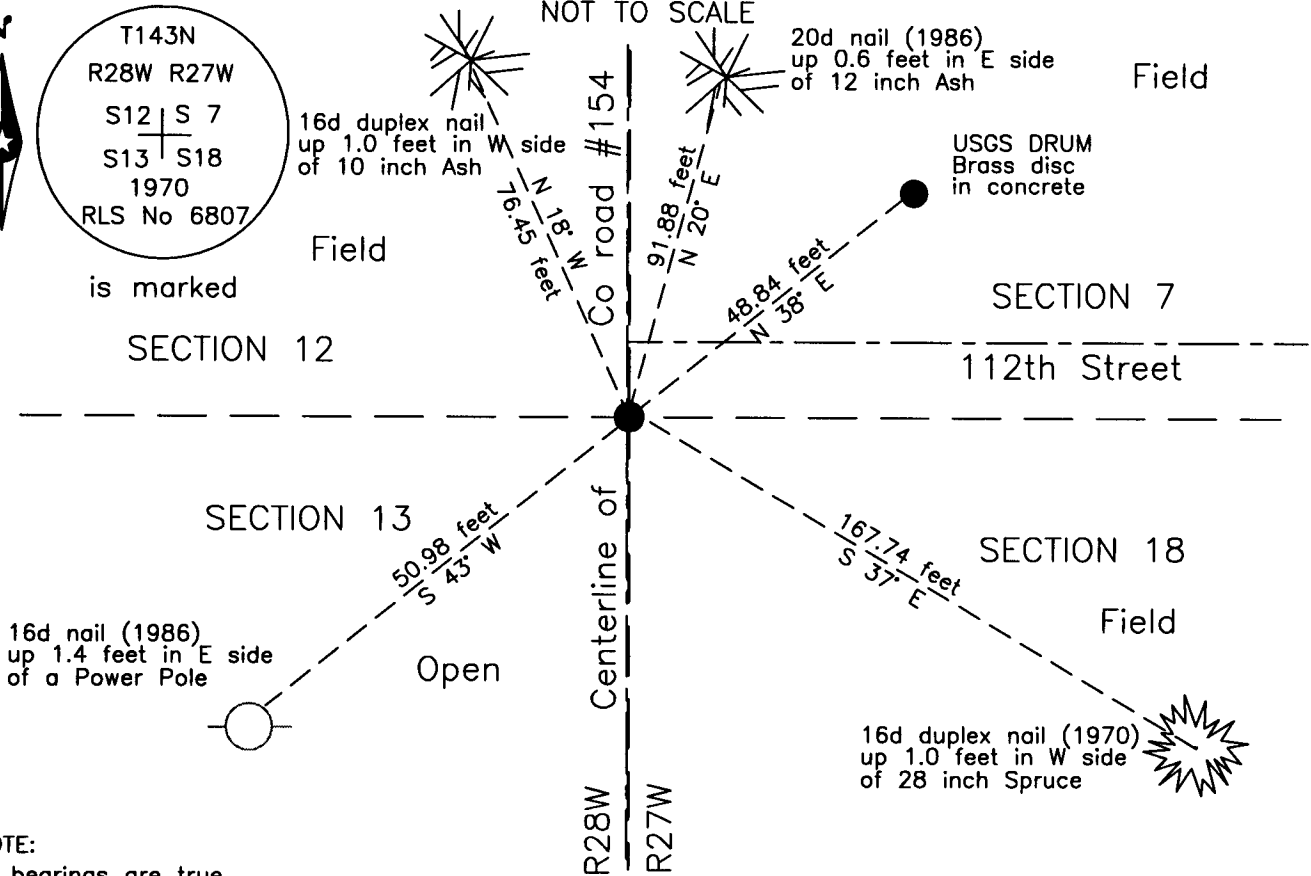 NOT TO SCALE
T143N
R28W R27W
S12 S 7
S13 S18
1970
RLS No 6807
is marked
16d duplex nail
up 1.0 feet in W side
of 10 inch Ash
20d nail (1986)
up 0.6 feet in E side
of 12 inch Ash
Field
USGS DRUM
Brass disc
in concrete
Field
N 18° W
76.45 feet
Centerline of Co road #154
91.88 feet
N 20° E
48.84 feet
N 38° E
SECTION 7
SECTION 12
112th Street
SECTION 13
50.98 feet
S 43° W
167.74 feet
S 37° E
SECTION 18
Field
16d nail (1986)
up 1.4 feet in E side
of a Power Pole
Open
16d duplex nail (1970)
up 1.0 feet in W side
of 28 inch Spruce
R28W
R27W
OTE:
bearings are true